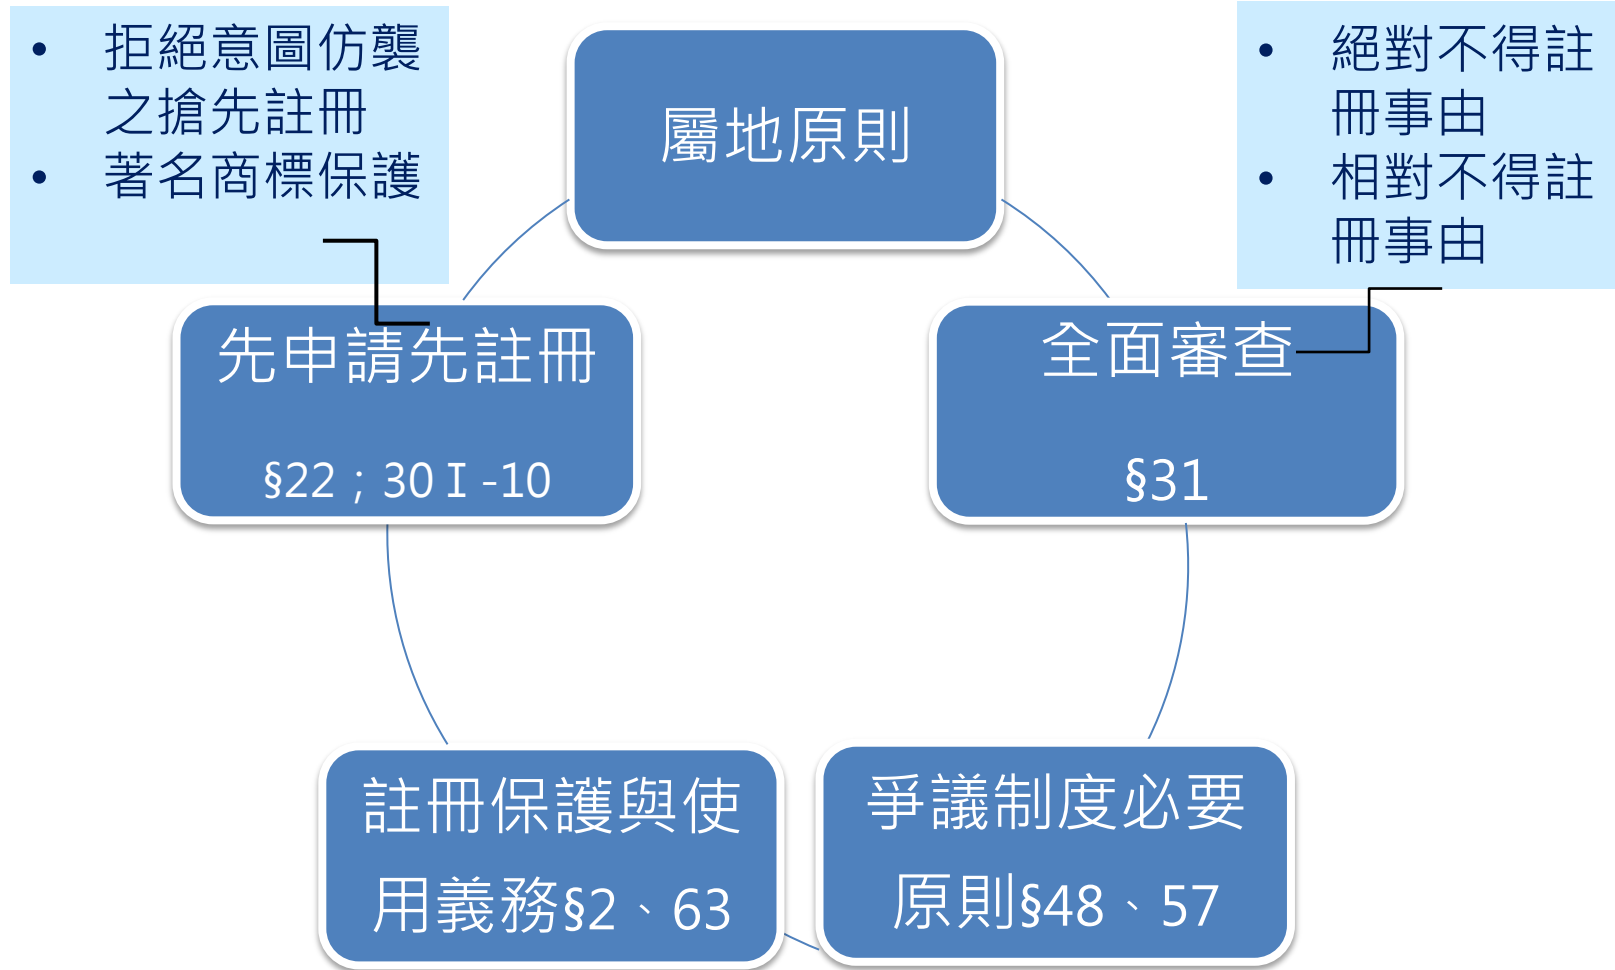 • 拒絕意圖仿襲
之搶先註冊
• 著名商標保護
屬地原則
• 絕對不得註
冊事由
• 相對不得註
冊事由
先申請先註冊
§22；30 I -10
全面審查
§31
註冊保護與使
用義務§2、63
爭議制度必要
原則§48、57